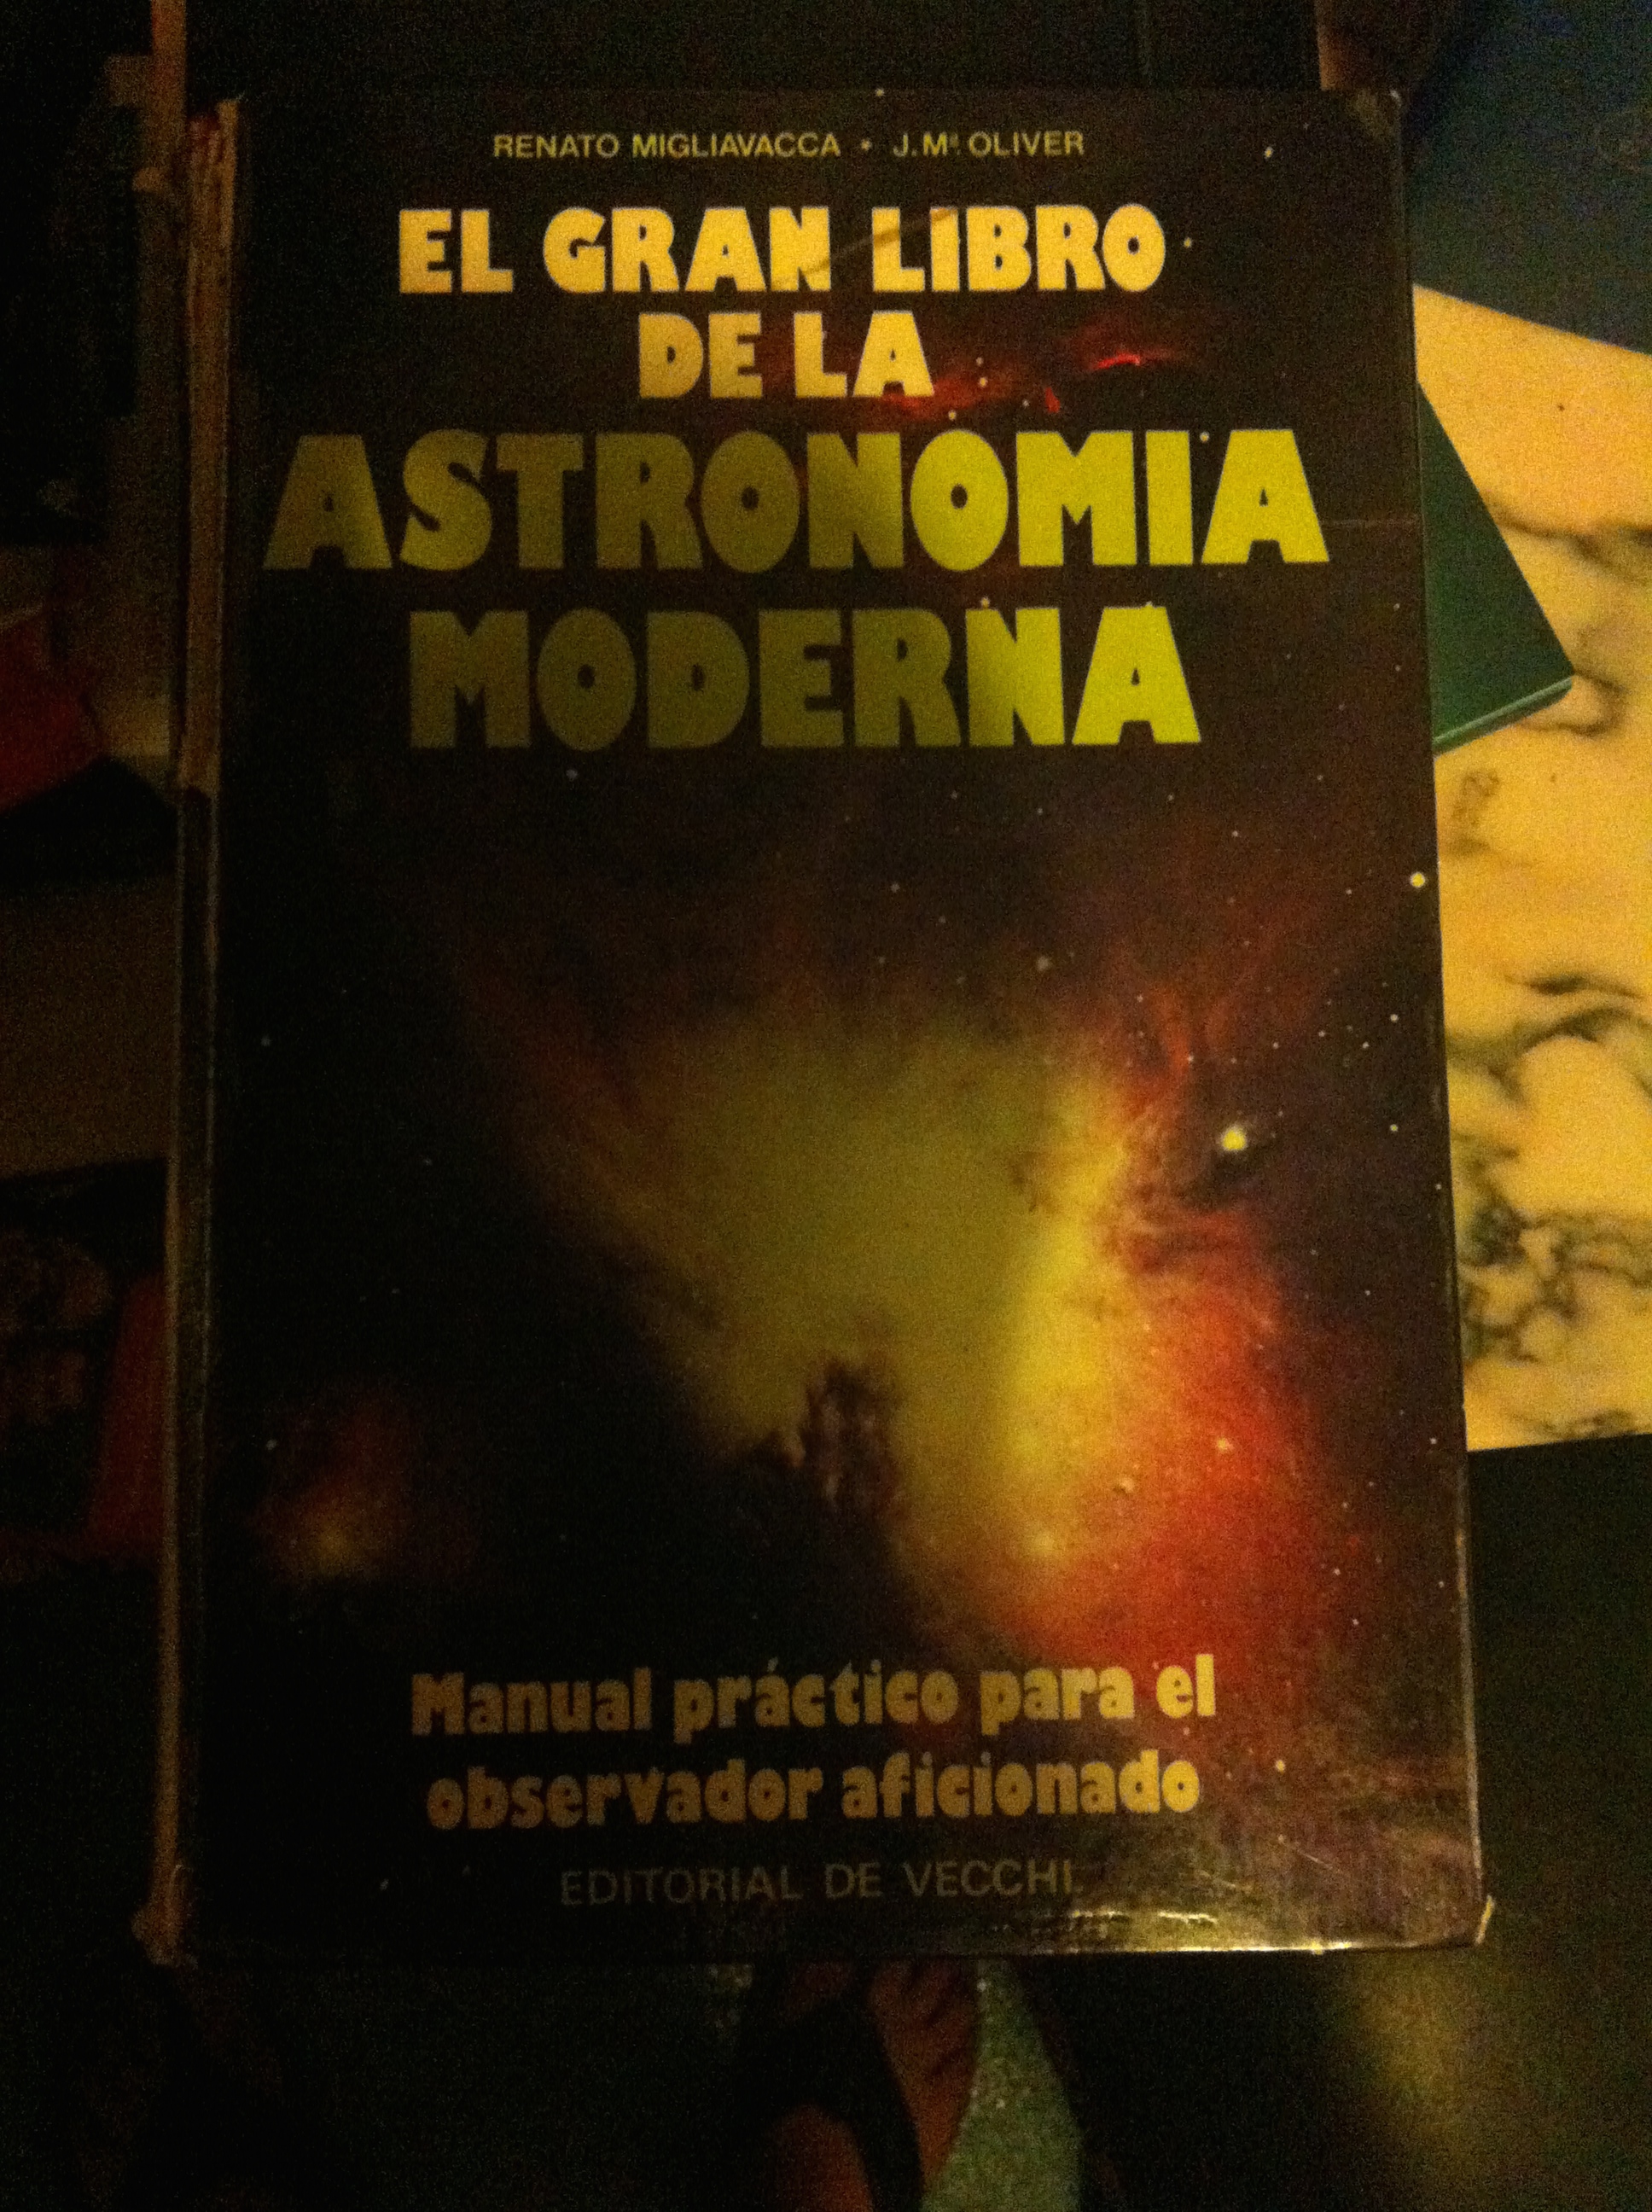 RENATO MIGLIAVACCA • J. Mª. OLIVER
EL GRAN LIBRO
DE LA
ASTRONOMIA
MODERNA
Manual práctico para el
observador aficionado
EDITORIAL DE VECCHI